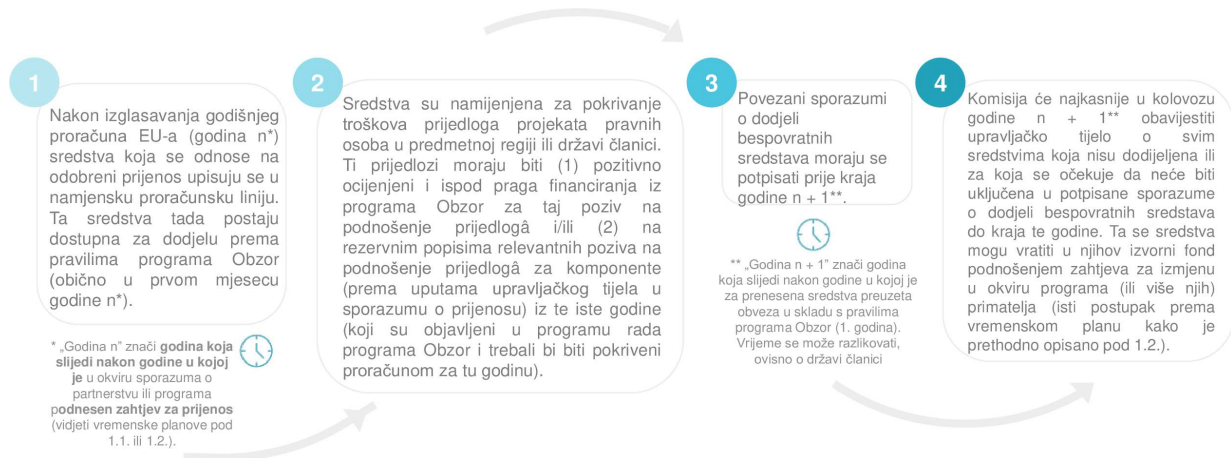 1
Nakon izglasavanja godišnjeg
proračuna EU-a (godina n*)
sredstva koja se odnose na
odobreni prijenos upisuju se u
namjensku proračunsku liniju.
Ta sredstva tada postaju
dostupna za dodjelu prema
pravilima programa Obzor
(obično u prvom mjesecu
godine n*).
* „Godina n” znači godina koja
slijedi nakon godine u kojoj
je u okviru sporazuma o
partnerstvu ili programa
podnesen zahtjev za prijenos
(vidjeti vremenske planove pod
1.1. ili 1.2.).
2
Sredstva su namijenjena za pokrivanje
troškova prijedloga projekata pravnih
osoba u predmetnoj regiji ili državi članici.
Ti prijedlozi moraju biti (1) pozitivno
ocijenjeni i ispod praga financiranja iz
programa Obzor za taj poziv na
podnošenje prijedlogâ i/ili (2) na
rezervnim popisima relevantnih poziva na
podnošenje prijedlogâ za komponente
(prema uputama upravljačkog tijela u
sporazumu o prijenosu) iz te iste godine
(koji su objavljeni u programu rada
programa Obzor i trebali bi biti pokriveni
proračunom za tu godinu).
3
Povezani sporazumi
o dodjeli
bespovratnih
sredstava moraju se
potpisati prije kraja
godine n + 1**.
** „Godina n + 1” znači godina
koja slijedi nakon godine u kojoj je
za prenesena sredstva preuzeta
obveza u skladu s pravilima
programa Obzor (1. godina).
Vrijeme se može razlikovati,
ovisno o državi članici
4
Komisija će najkasnije u kolovozu
godine n + 1** obavijestiti
upravljačko tijelo o svim
sredstvima koja nisu dodijeljena ili
za koja se očekuje da neće biti
uključena u potpisane sporazume
o dodjeli bespovratnih sredstava
do kraja te godine. Ta se sredstva
mogu vratiti u njihov izvorni fond
podnošenjem zahtjeva za izmjenu
u okviru programa (ili više njih)
primatelja (isti postupak prema
vremenskom planu kako je
prethodno opisano pod 1.2.).